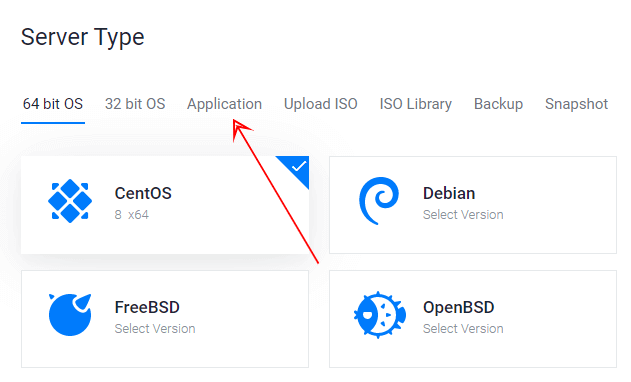 Server Type
64 bit OS 32 bit OS Application Upload ISO ISO Library Backup Snapshot
CentOS
8 x64
Debian
Select Version
FreeBSD
Select Version
OpenBSD
Select Version